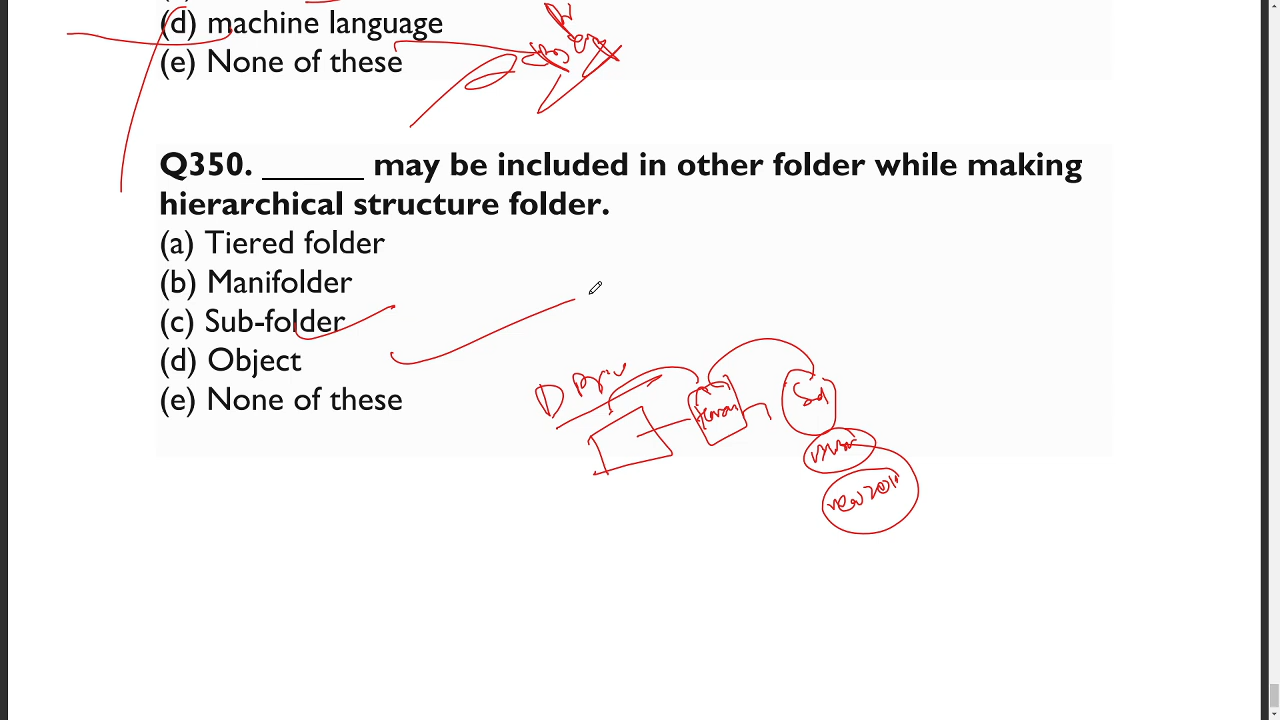 (d) machine language
(e) None of these
Q350. ______ may be included in other folder while making
hierarchical structure folder.
(a) Tiered folder
(b) Manifolder
(c) Sub-folder
(d) Object
(e) None of these
D